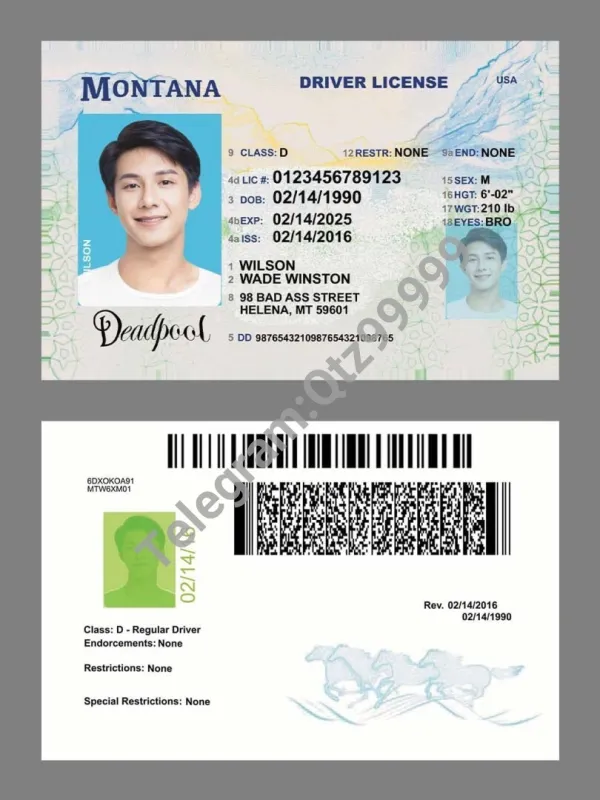 MONTANA
DRIVER LICENSE
USA
9 CLASS: D 12 RESTR: NONE 9a END: NONE
4d LIC #: 0123456789123
15 SEX: M
3 DOB: 02/14/1990
16 HGT: 6'-02"
17 WGT: 210 lb
4b EXP: 02/14/2025
18 EYES: BRO
4a ISS: 02/14/2016
WILSON
1 WILSON
2 WADE WINSTON
8 98 BAD ASS STREET
HELENA, MT 59601
Deadpool
5 DD
Telegram:Qtz99999
6DXOKOA91
MTW6XM01
02/14/
Rev. 02/14/2016
02/14/1990
Class: D - Regular Driver
Endorsements: None
Restrictions: None
Special Restrictions: None